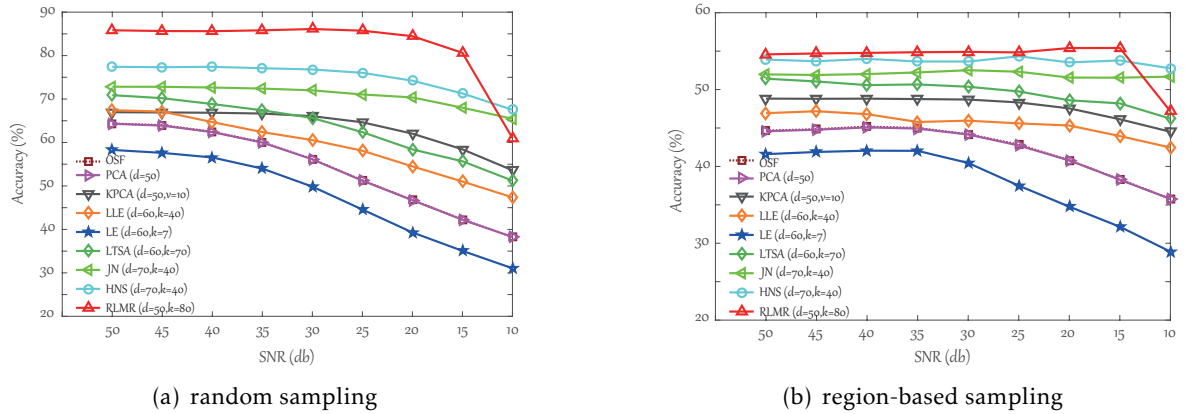 90
80
70
60
50
40
30
20
Accuracy (%)
OSF
PCA (d=50)
KPCA (d=50,v=10)
LLE (d=60,k=40)
LE (d=60,k=7)
LTSA (d=60,k=70)
JN (d=70,k=40)
HNS (d=70,k=40)
RLMR (d=50,k=80)
50 45 40 35 30 25 20 15 10
SNR (db)
(a) random sampling
60
50
40
30
20
Accuracy (%)
OSF
PCA (d=50)
KPCA (d=50,v=10)
LLE (d=60,k=40)
LE (d=60,k=7)
LTSA (d=60,k=70)
JN (d=70,k=40)
HNS (d=70,k=40)
RLMR (d=50,k=80)
50 45 40 35 30 25 20 15 10
SNR (db)
(b) region-based sampling